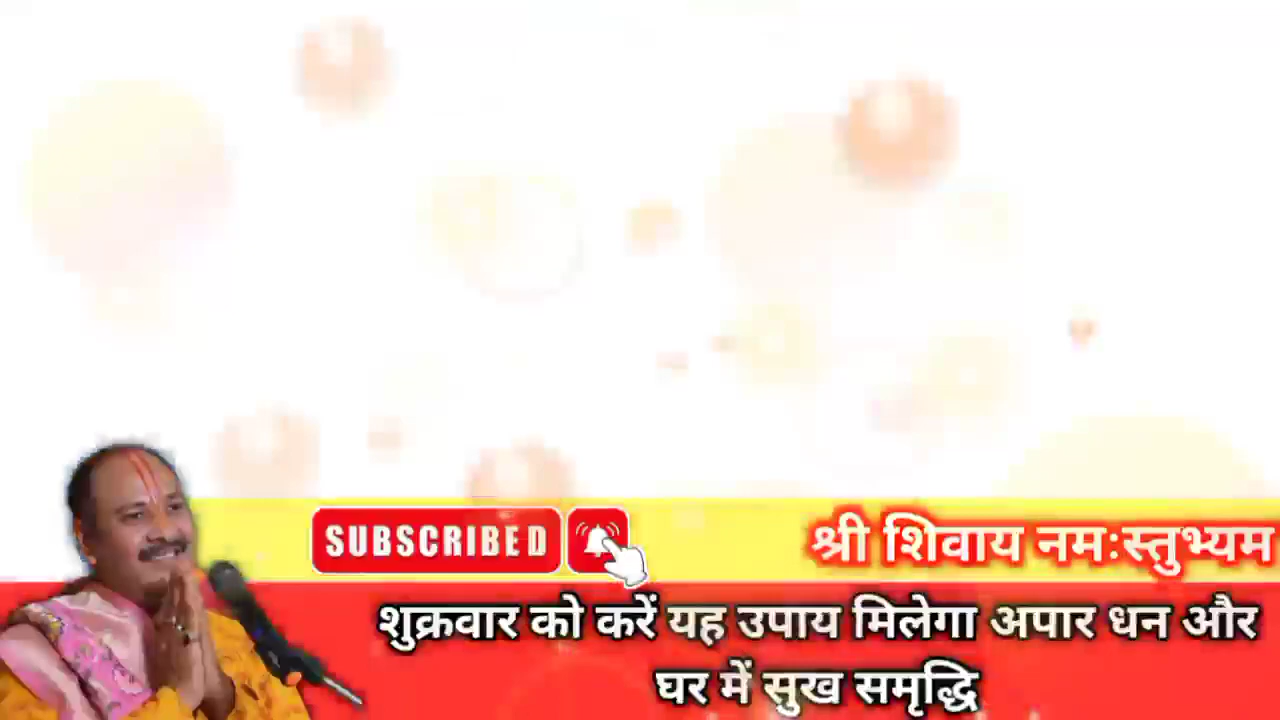 SUBSCRIBED
श्री शिवाय नमःस्तुभ्यम
शुक्रवार को करें यह उपाय मिलेगा अपार धन और
घर में सुख समृद्धि